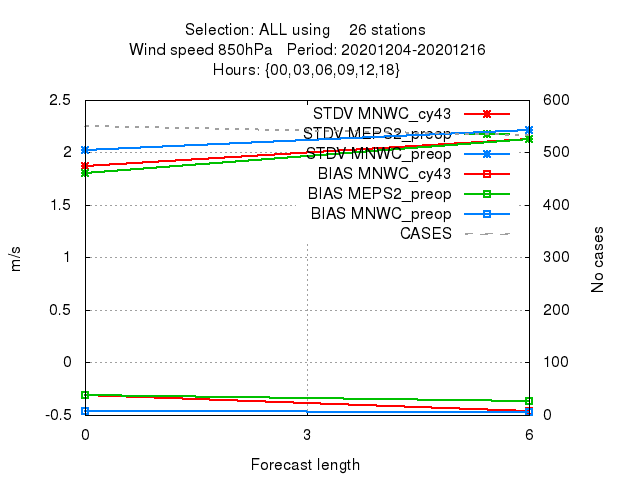 Selection: ALL using 26 stations
Wind speed 850hPa Period: 20201204-20201216
Hours: {00,03,06,09,12,18}
2.5
2
1.5
1
0.5
0
-0.5
600
500
400
300
200
100
0
STDV MNWC_cy43
STDV MEPS2_preop
STDV MNWC_preop
BIAS MNWC_cy43
BIAS MEPS2_preop
BIAS MNWC_preop
CASES
m/s
No cases
0 3 6
Forecast length